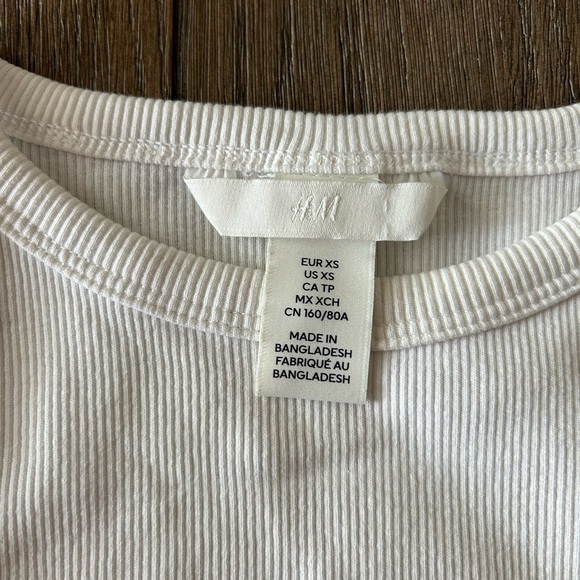 H&M
EUR XS
US XS
CA TP
MX XCH
CN 160/80A
MADE IN
BANGLADESH
FABRIQUÉ AU
BANGLADESH